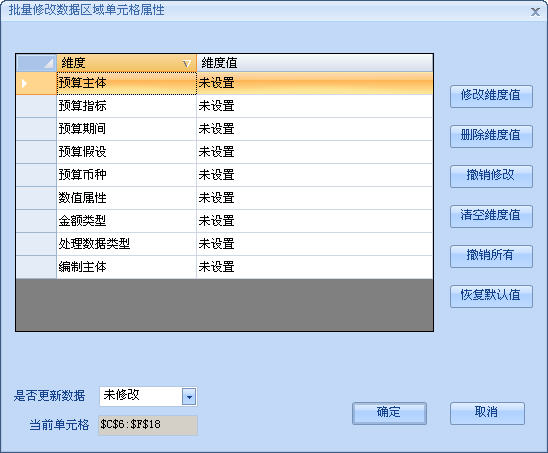 批量修改数据区域单元格属性
维度 维度值
预算主体 未设置
预算指标 未设置
预算期间 未设置
预算假设 未设置
预算币种 未设置
数值属性 未设置
金额类型 未设置
处理数据类型 未设置
编制主体 未设置
修改维度值
删除维度值
撤销修改
清空维度值
撤销所有
恢复默认值
是否更新数据 未修改
当前单元格 $C$6:$F$18
确定 取消